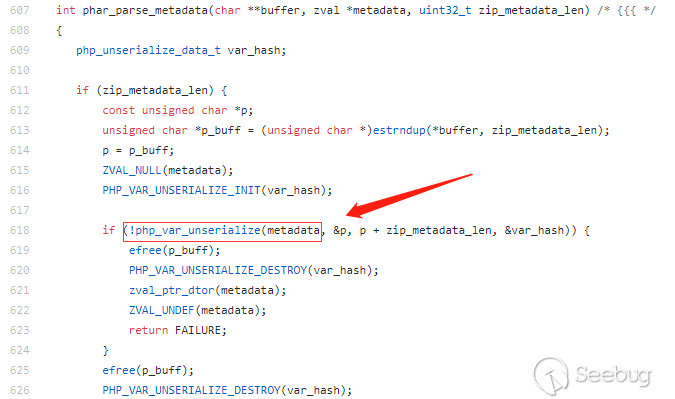 607 int phar_parse_metadata(char **buffer, zval *metadata, uint32_t zip_metadata_len) /* {{{ */
608 {
609 php_unserialize_data_t var_hash;
610
611 if (zip_metadata_len) {
612 const unsigned char *p;
613 unsigned char *p_buff = (unsigned char *)estrndup(*buffer, zip_metadata_len);
614 p = p_buff;
615 ZVAL_NULL(metadata);
616 PHP_VAR_UNSERIALIZE_INIT(var_hash);
617
618 if (!php_var_unserialize(metadata, &p, p + zip_metadata_len, &var_hash)) {
619 efree(p_buff);
620 PHP_VAR_UNSERIALIZE_DESTROY(var_hash);
621 zval_ptr_dtor(metadata);
622 ZVAL_UNDEF(metadata);
623 return FAILURE;
624 }
625 efree(p_buff);
626 PHP_VAR_UNSERIALIZE_DESTROY(var_hash);
Seebug